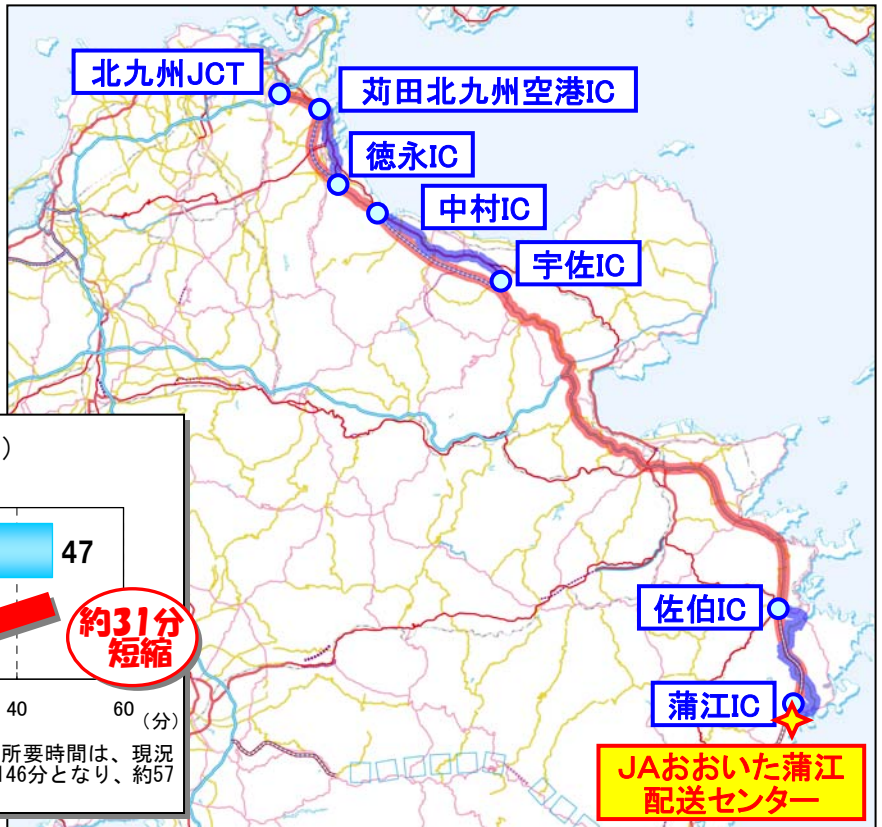 北九州JCT
苅田北九州空港IC
徳永IC
中村IC
宇佐IC
)
47
約31分
短縮
佐伯IC
40
60
(分)
蒲江IC
所要時間は、現況
146分となり、約57
JAおおいた蒲江
配送センター